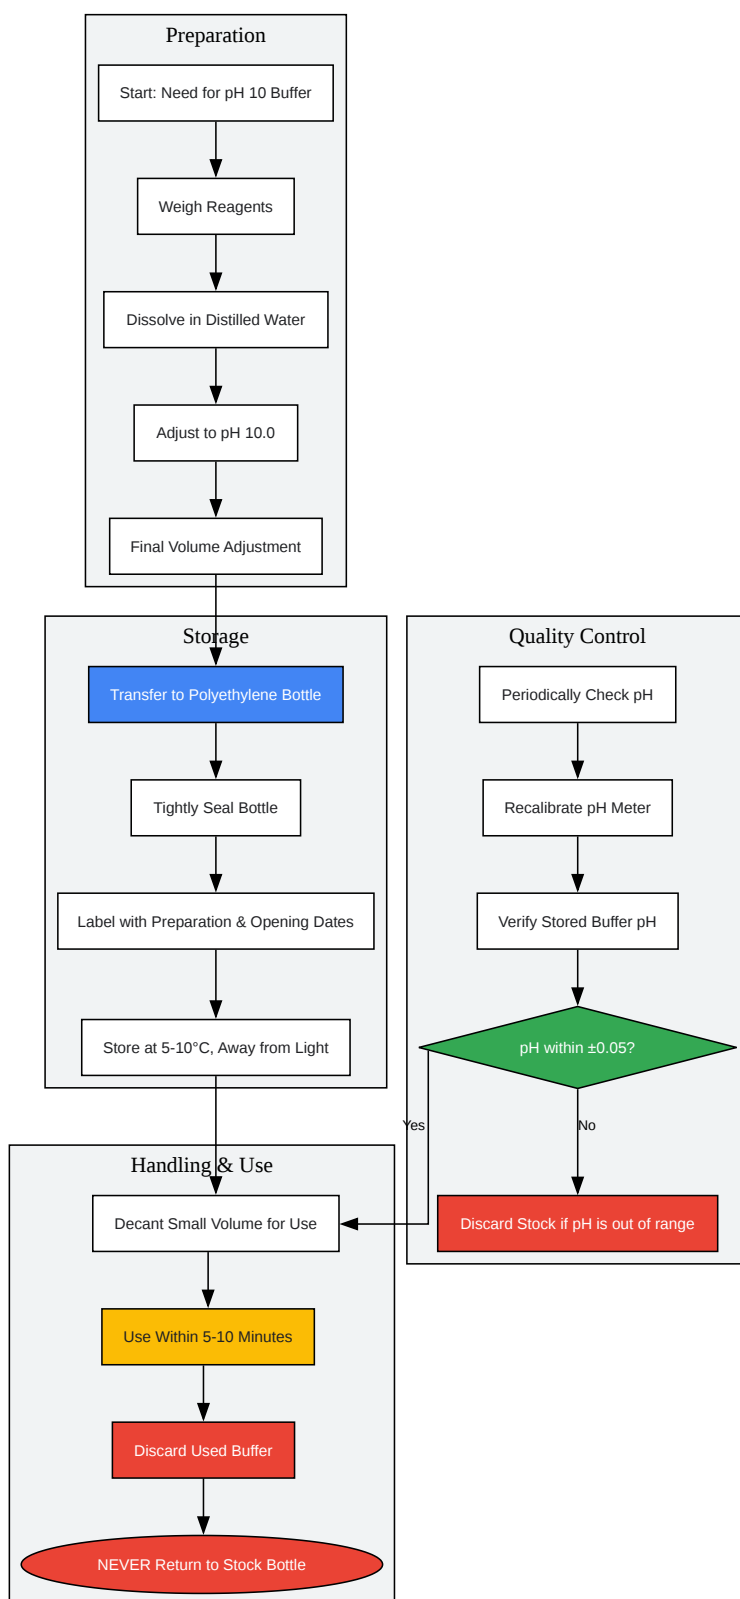 Preparation
Start: Need for pH 10 Buffer
Weigh Reagents
Dissolve in Distilled Water
Adjust to pH 10.0
Final Volume Adjustment
Storage
Transfer to Polyethylene Bottle
Tightly Seal Bottle
Label with Preparation & Opening Dates
Store at 5-10°C, Away from Light
Quality Control
Periodically Check pH
Recalibrate pH Meter
Verify Stored Buffer pH
pH within ±0.05?
Yes
No
Discard Stock if pH is out of range
Handling & Use
Decant Small Volume for Use
Use Within 5-10 Minutes
Discard Used Buffer
NEVER Return to Stock Bottle